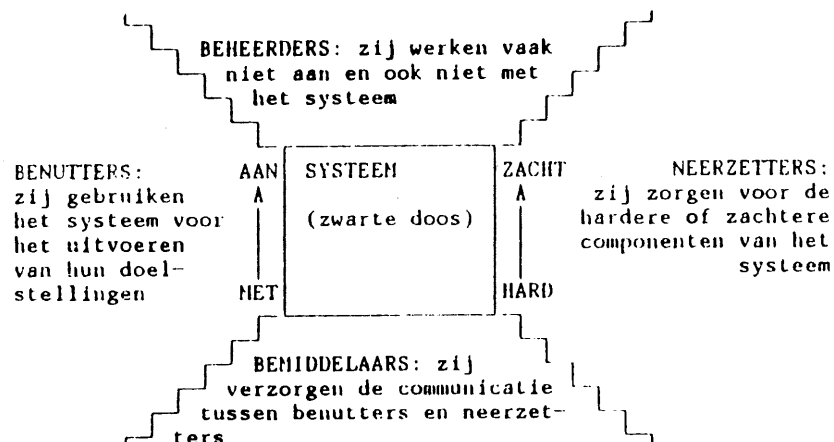 BEHEERDERS: zij werken vaak
niet aan en ook niet met
het systeem
BENUTTERS:
zij gebruiken
het systeem voor
het uitvoeren
van hun doel-
stellingen
AAN
MET
SYSTEEM
(zwarte doos)
ZACHT
HARD
NEERZETTERS:
zij zorgen voor de
hardere of zachtere
componenten van het
systeem
BEMIDDELAARS: zij
verzorgen de communicatie
tussen benutters en neerzet-
ters